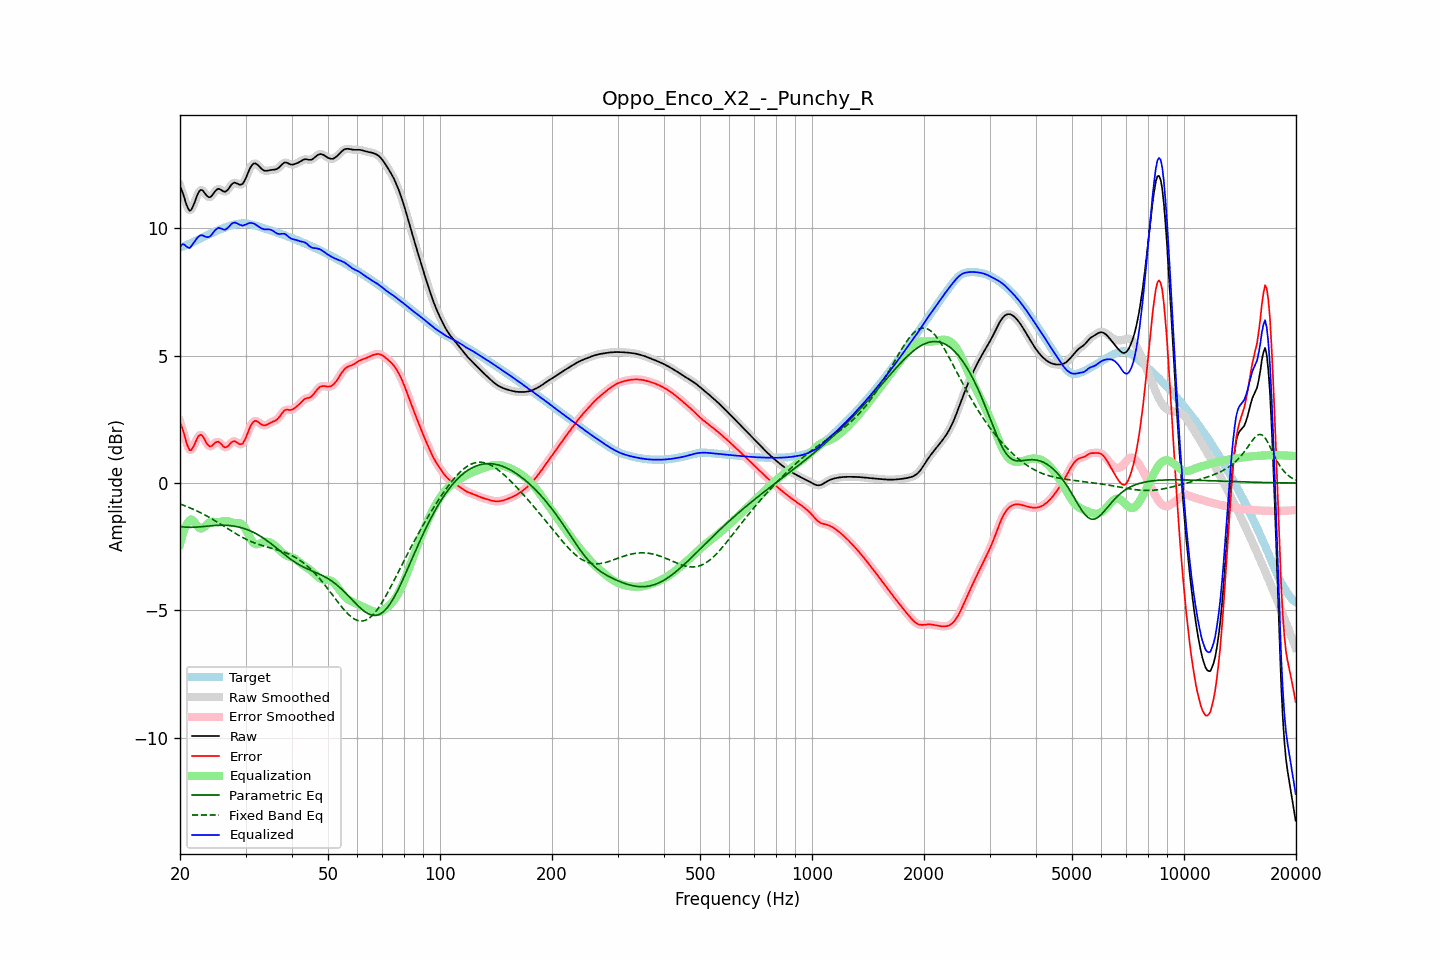 Oppo_Enco_X2_-_Punchy_R
Amplitude (dBr)
10
5
0
−5
−10
Target
Raw Smoothed
Error Smoothed
Raw
Error
Equalization
Parametric Eq
Fixed Band Eq
Equalized
20 50 100 200 500 1000 2000 5000 10000 20000
Frequency (Hz)